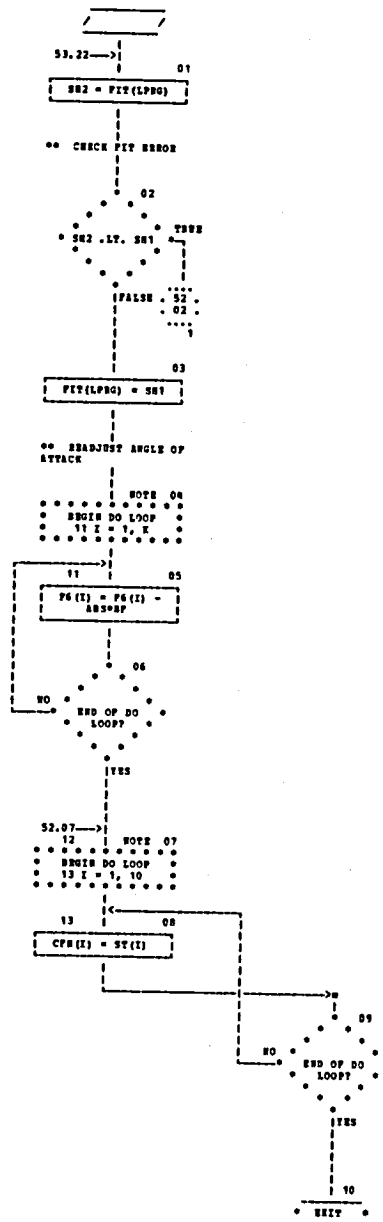 53.22-->
01
SH2 = FIT(LPRG)
** CHECK FIT ERROR
02
TRUE
SH2 .LT. SH1
FALSE
52
02
1
03
FIT(LPRG) = SH1
** READJUST ANGLE OF
ATTACK
NOTE 04
BEGIN DO LOOP
11 I = 1, K
11 05
F6(I) = F6(I) -
06
NO
END OF DO
LOOP?
YES
52.07-->
12 NOTE 07
BEGIN DO LOOP
13 I = 1, 10
13 08
CFH(I) = ST(I)
09
NO
END OF DO
LOOP?
YES
10
EXIT